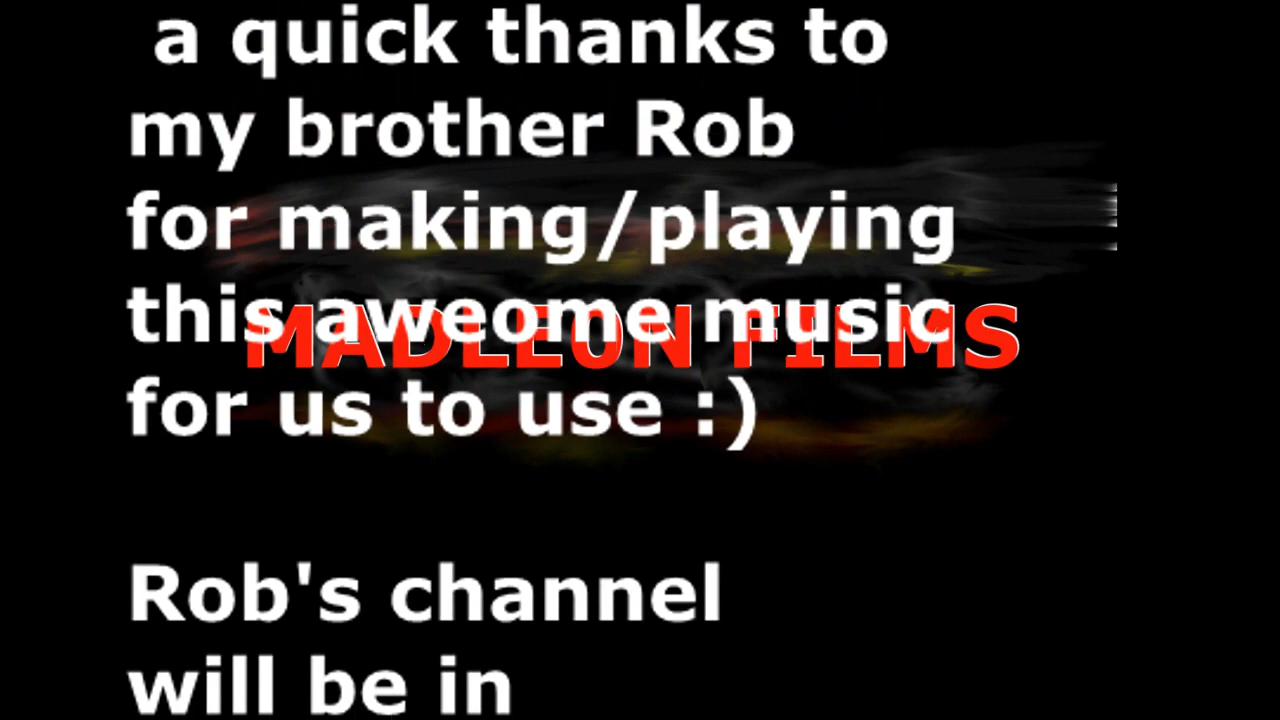 a quick thanks to
my brother Rob
for making/playing
this aweome music
MADLEON FILMS
for us to use :)
Rob's channel
will be in